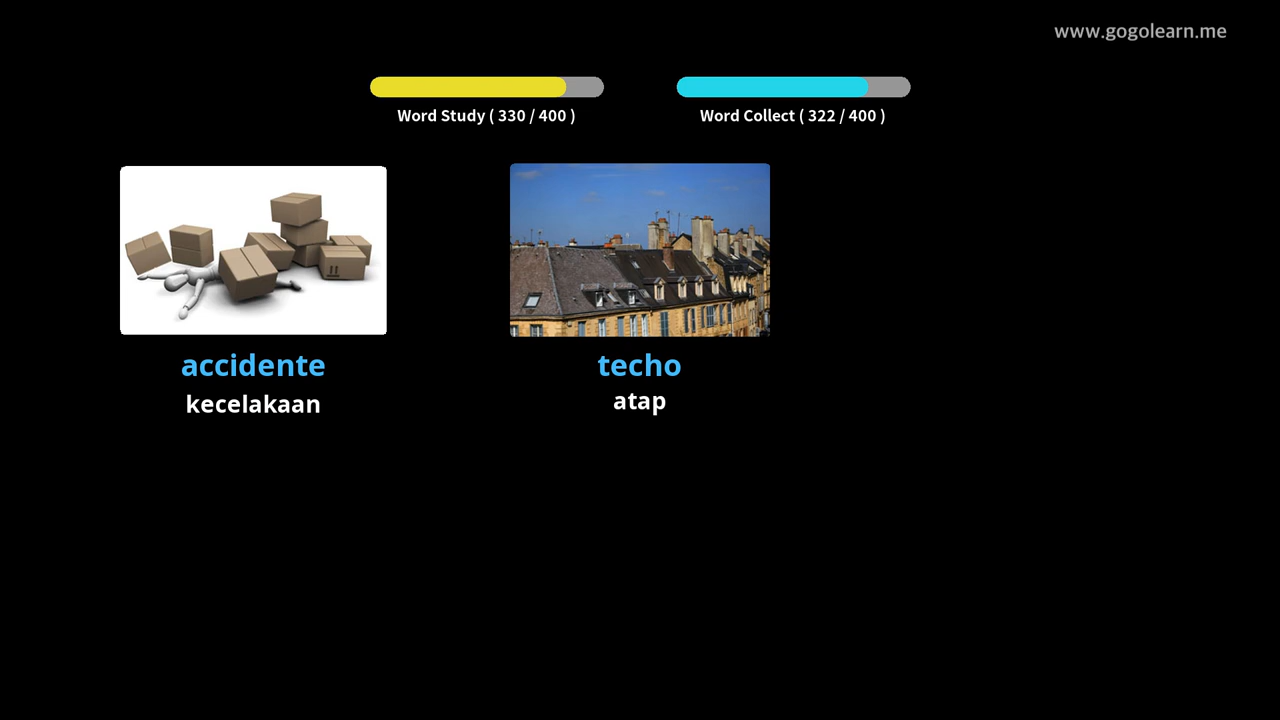 www.gogolearn.me
Word Study ( 330 / 400 )
Word Collect ( 322 / 400 )
accidente
kecelakaan
techo
atap